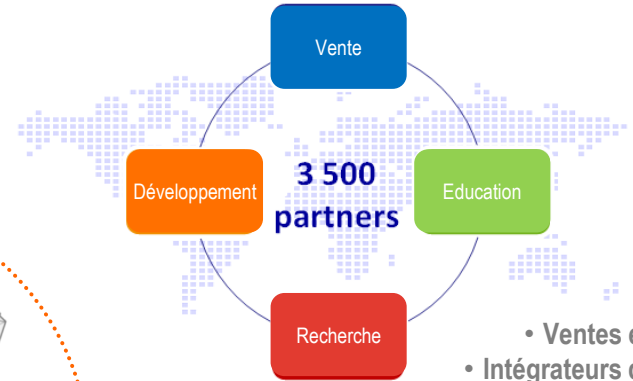 Vente
Développement
3 500
partners
Education
Recherche
• Ventes
• Intégrateurs